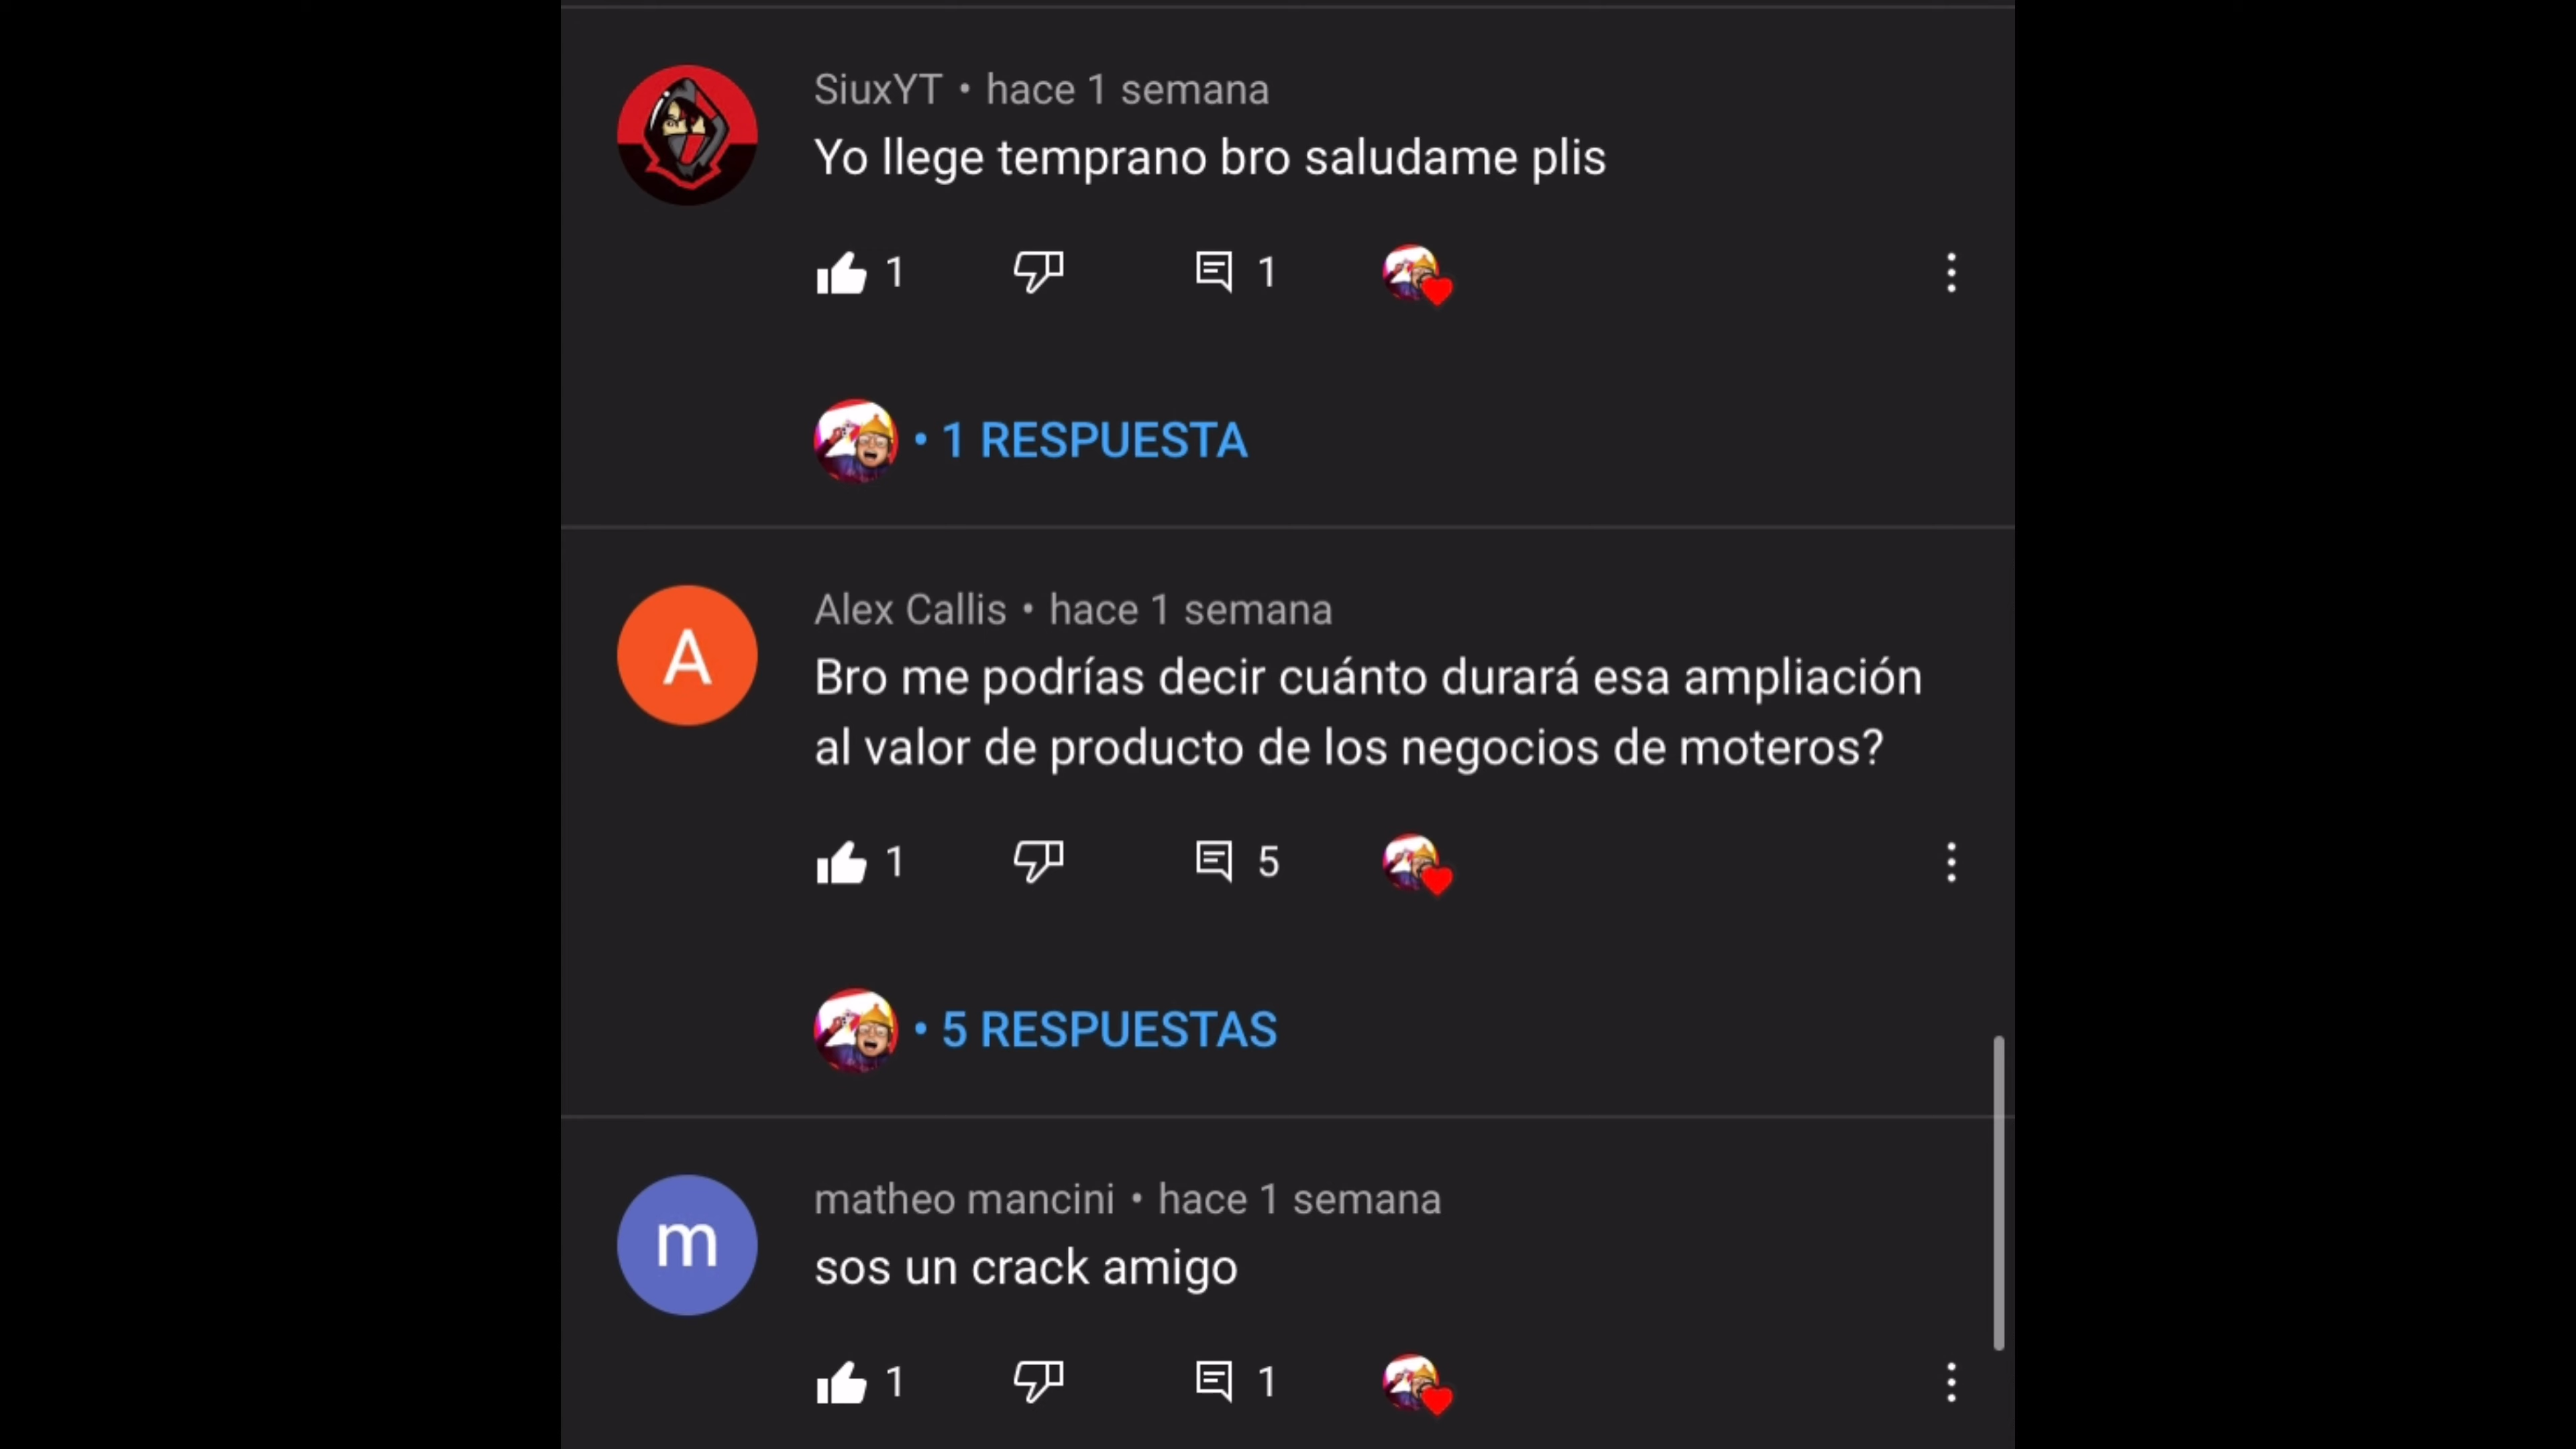 SiuxYT • hace 1 semana
Yo llege temprano bro saludame plis
1 1
• 1 RESPUESTA
A
Alex Callis • hace 1 semana
Bro me podrías decir cuánto durará esa ampliación
al valor de producto de los negocios de moteros?
1 5
• 5 RESPUESTAS
m
matheo mancini • hace 1 semana
sos un crack amigo
1 1